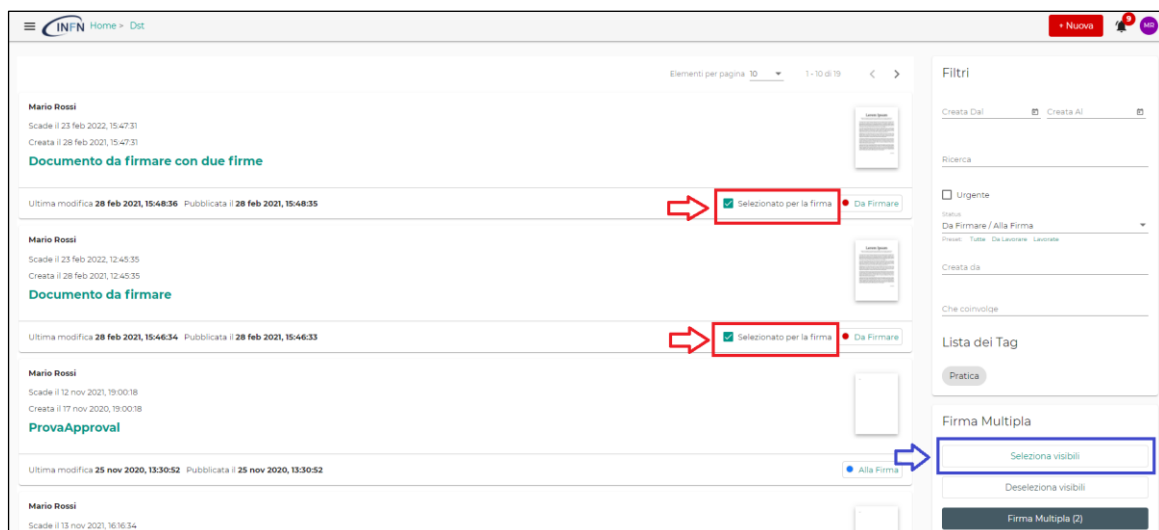 INFN Home > Dst
+ Nuova
9
MR
Elementi per pagina 10 1 - 10 di 19
Mario Rossi
Scade il 23 feb 2022, 15:47:31
Creata il 28 feb 2021, 15:47:31
Documento da firmare con due firme
Lorem Ipsum
Ultima modifica 28 feb 2021, 15:48:36 Pubblicata il 28 feb 2021, 15:48:35
Selezionato per la firma
Da Firmare
Mario Rossi
Scade il 23 feb 2022, 12:45:35
Creata il 28 feb 2021, 12:45:35
Documento da firmare
Lorem Ipsum
Ultima modifica 28 feb 2021, 15:46:34 Pubblicata il 28 feb 2021, 15:46:33
Selezionato per la firma
Da Firmare
Mario Rossi
Scade il 12 nov 2021, 19:00:18
Creata il 17 nov 2020, 19:00:18
ProvaApproval
Ultima modifica 25 nov 2020, 13:30:52 Pubblicata il 25 nov 2020, 13:30:52
Alla Firma
Mario Rossi
Scade il 13 nov 2021, 16:16:34
Filtri
Creata Dal Creata Al
Ricerca
Urgente
Status
Da Firmare / Alla Firma
Preset: Tutte Da Lavorare Lavorate
Creata da
Che coinvolge
Lista dei Tag
Pratica
Firma Multipla
Seleziona visibili
Deseleziona visibili
Firma Multipla (2)